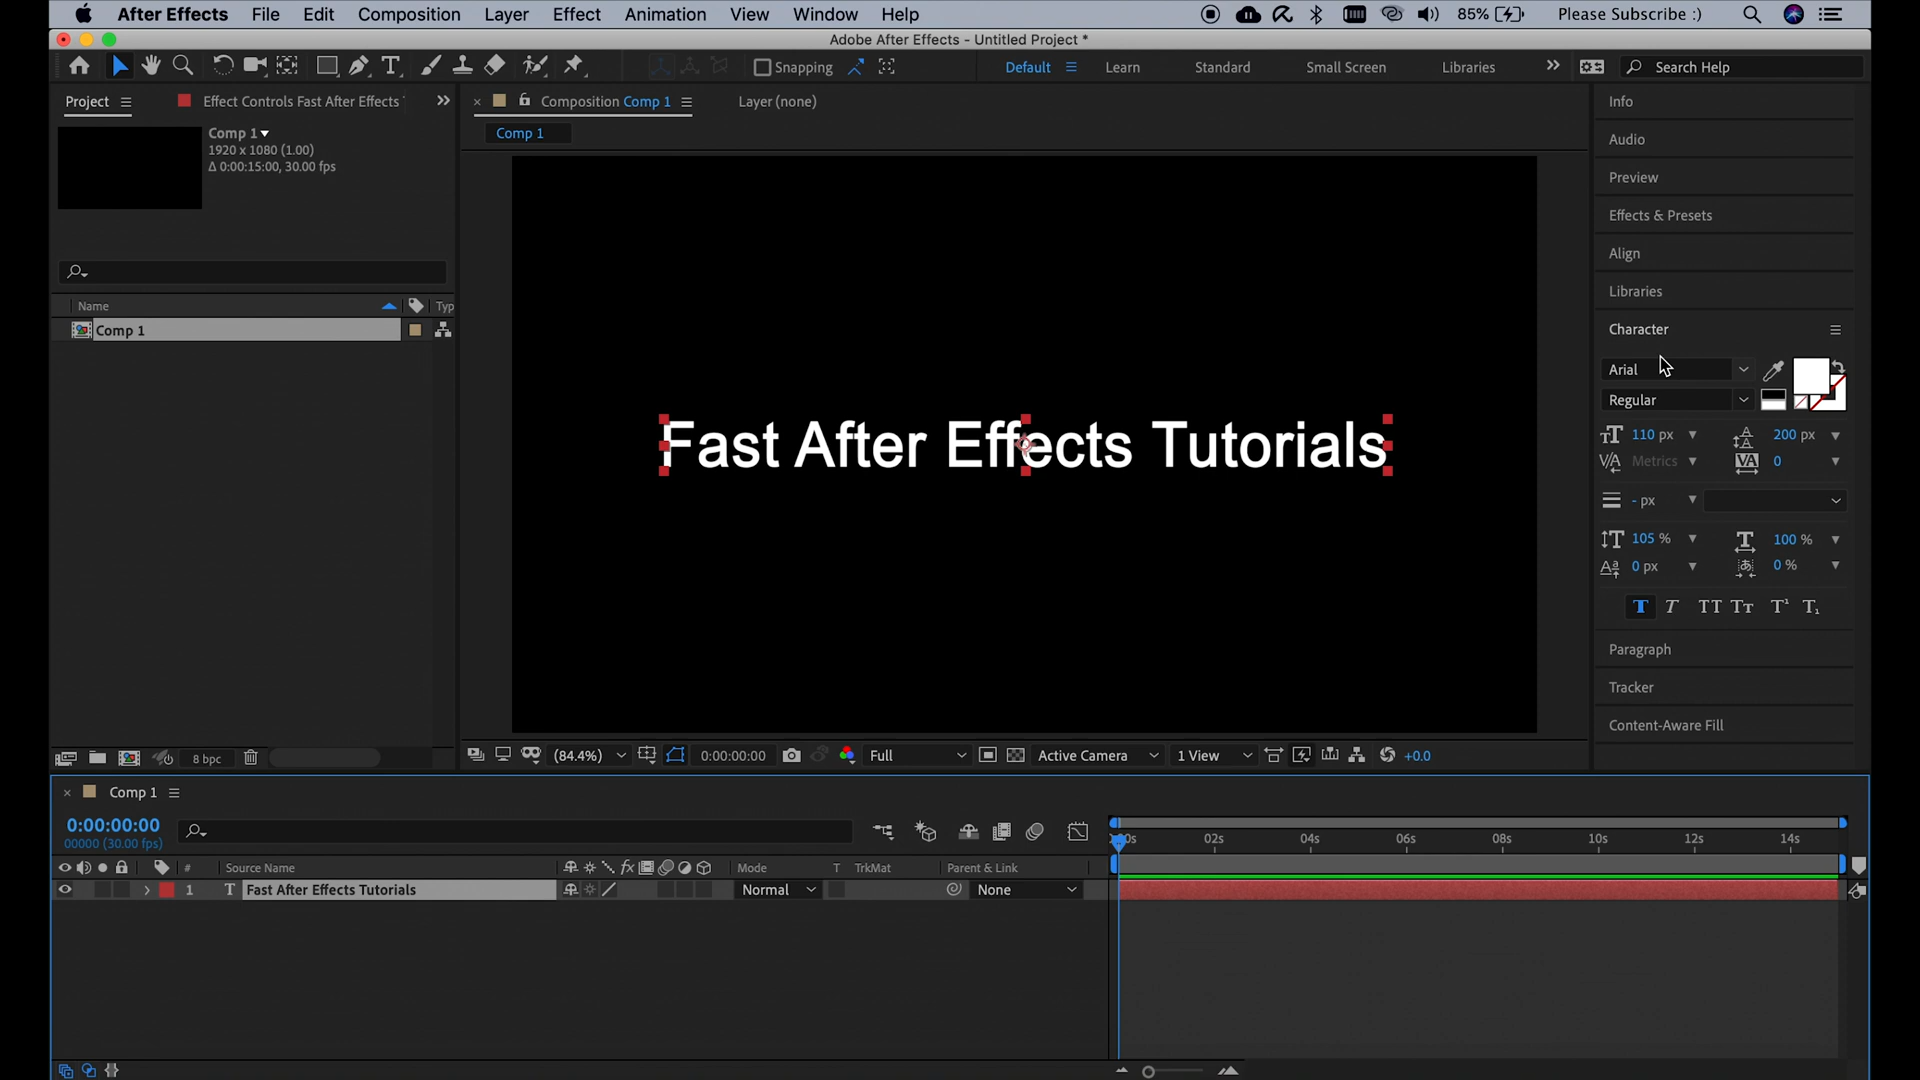 After Effects File Edit Composition Layer Effect Animation View Window Help 85% Please Subscribe :)
Adobe After Effects - Untitled Project *
Snapping Default Learn Standard Small Screen Libraries Search Help
Project Effect Controls Fast After Effects Composition Comp 1 Layer (none) Info
Comp 1
1920 x 1080 (1.00)
Δ 0:00:15:00, 30.00 fps
Comp 1
Audio
Preview
Effects & Presets
Align
Libraries
Character
Name Typ
Comp 1
Arial
Regular
110 px 200 px
Metrics 0
- px
105 % 100 %
0 px 0 %
T T TT Tт T¹ T₁
Fast After Effects Tutorials
Paragraph
Tracker
Content-Aware Fill
8 bpc (84.4%) 0:00:00:00 Full Active Camera 1 View +0.0
Comp 1
0:00:00:00
00000 (30.00 fps)
02s 04s 06s 08s 10s 12s 14s
# Source Name fx Mode T TrkMat Parent & Link
1 T Fast After Effects Tutorials Normal None